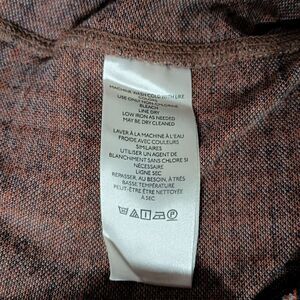 MACHINE WASH COLD WITH LIKE
COLORS
USE ONLY NON-CHLORINE
BLEACH
LINE DRY
LOW IRON AS NEEDED
MAY BE DRY CLEANED
LAVER À LA MACHINE À L'EAU
FROIDE AVEC COULEURS
SIMILAIRES
UTILISER UN AGENT DE
BLANCHIMENT SANS CHLORE SI
NÉCESSAIRE
LIGNE SEC
REPASSER, AU BESOIN, À TRÈS
BASSE TEMPÉRATURE
PEUT-ÊTRE ÊTRE NETTOYÉ
À SEC